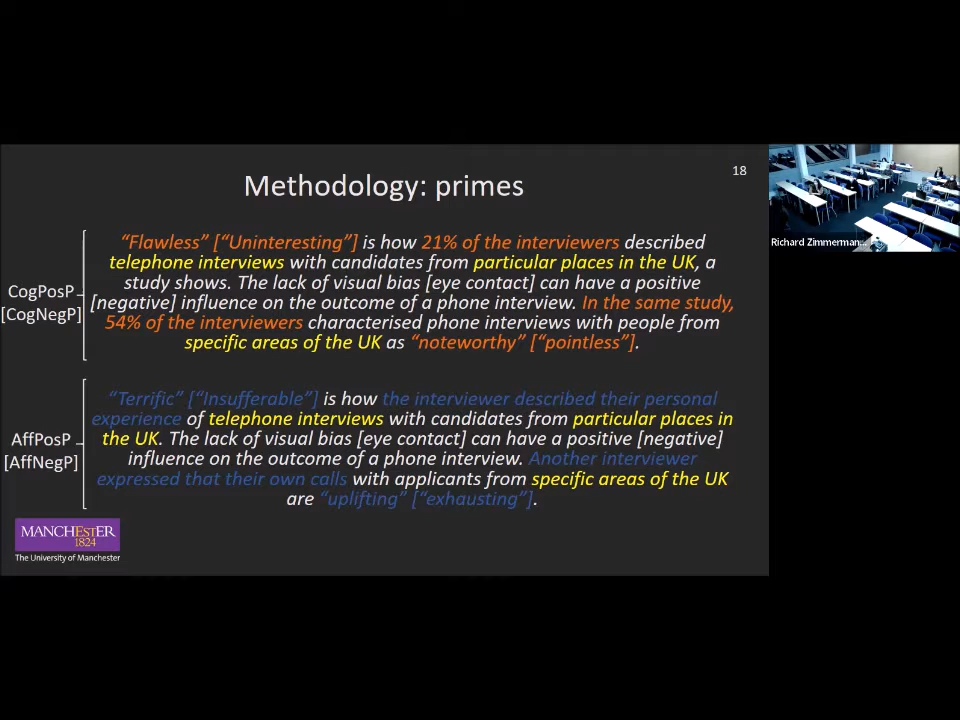 Methodology: primes
18
CogPosP
[CogNegP]
“Flawless” [“Uninteresting”] is how 21% of the interviewers described
telephone interviews with candidates from particular places in the UK, a
study shows. The lack of visual bias [eye contact] can have a positive
[negative] influence on the outcome of a phone interview. In the same study,
54% of the interviewers characterised phone interviews with people from
specific areas of the UK as “noteworthy” [“pointless”].
AffPosP
[AffNegP]
“Terrific” [“Insufferable”] is how the interviewer described their personal
experience of telephone interviews with candidates from particular places in
the UK. The lack of visual bias [eye contact] can have a positive [negative]
influence on the outcome of a phone interview. Another interviewer
expressed that their own calls with applicants from specific areas of the UK
are “uplifting” [“exhausting”].
MANCHESTER
1824
The University of Manchester
Richard Zimmerman...